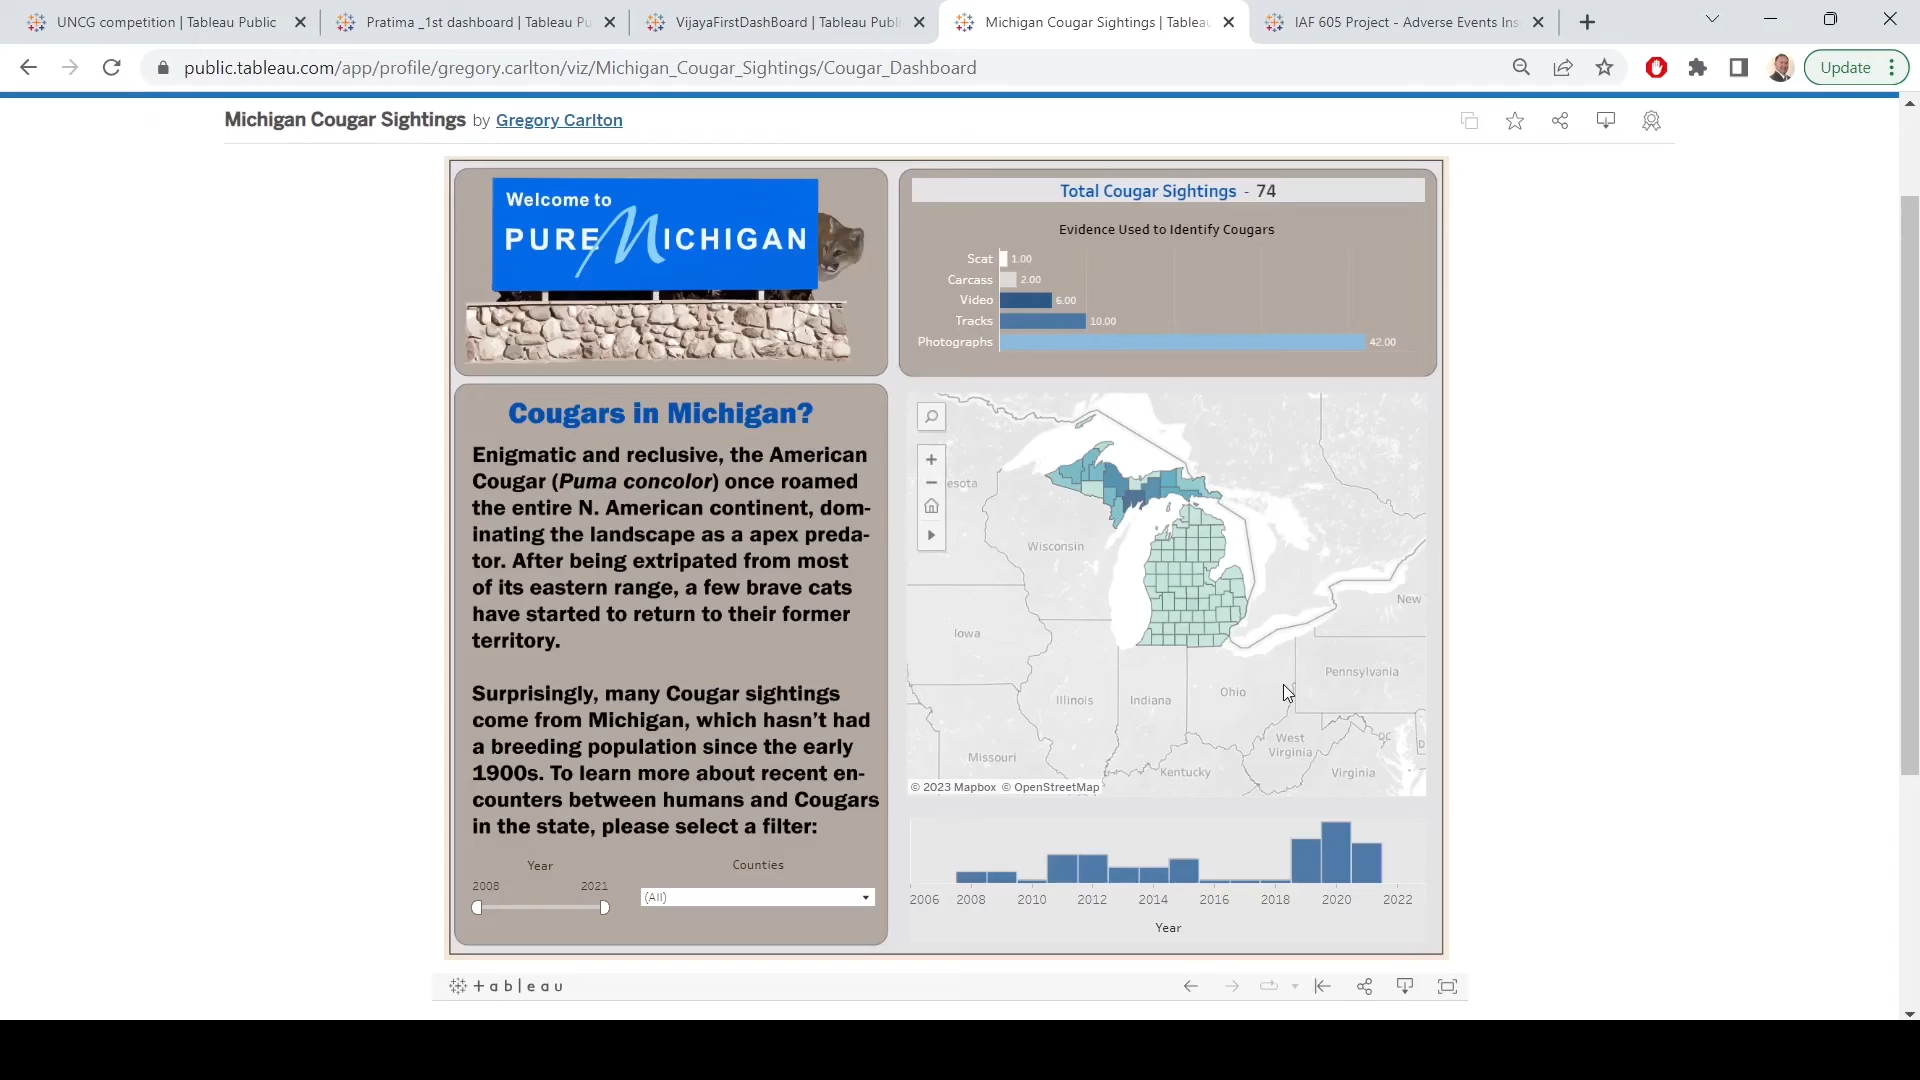 UNCG competition | Tableau Public
Pratima _1st dashboard | Tableau Pu
VijayaFirstDashBoard | Tableau Publi
Michigan Cougar Sightings | Tableau
IAF 605 Project - Adverse Events Ins
public.tableau.com/app/profile/gregory.carlton/viz/Michigan_Cougar_Sightings/Cougar_Dashboard
Update
Michigan Cougar Sightings by Gregory Carlton
Welcome to
PURE MICHIGAN
Total Cougar Sightings - 74
Evidence Used to Identify Cougars
Scat 1.00
Carcass 2.00
Video 6.00
Tracks 10.00
Photographs 42.00
Cougars in Michigan?
Enigmatic and reclusive, the American
Cougar (Puma concolor) once roamed
the entire N. American continent, dom-
inating the landscape as a apex preda-
tor. After being extripated from most
of its eastern range, a few brave cats
have started to return to their former
territory.
Surprisingly, many Cougar sightings
come from Michigan, which hasn't had
a breeding population since the early
1900s. To learn more about recent en-
counters between humans and Cougars
in the state, please select a filter:
Year
2008 2021
Counties
(All)
esota
Wisconsin
Iowa
New
Pennsylvania
Illinois
Indiana
Ohio
West
Virginia
DC
D
Missouri
Kentucky
Virginia
© 2023 Mapbox © OpenStreetMap
2006 2008 2010 2012 2014 2016 2018 2020 2022
Year
+ableau